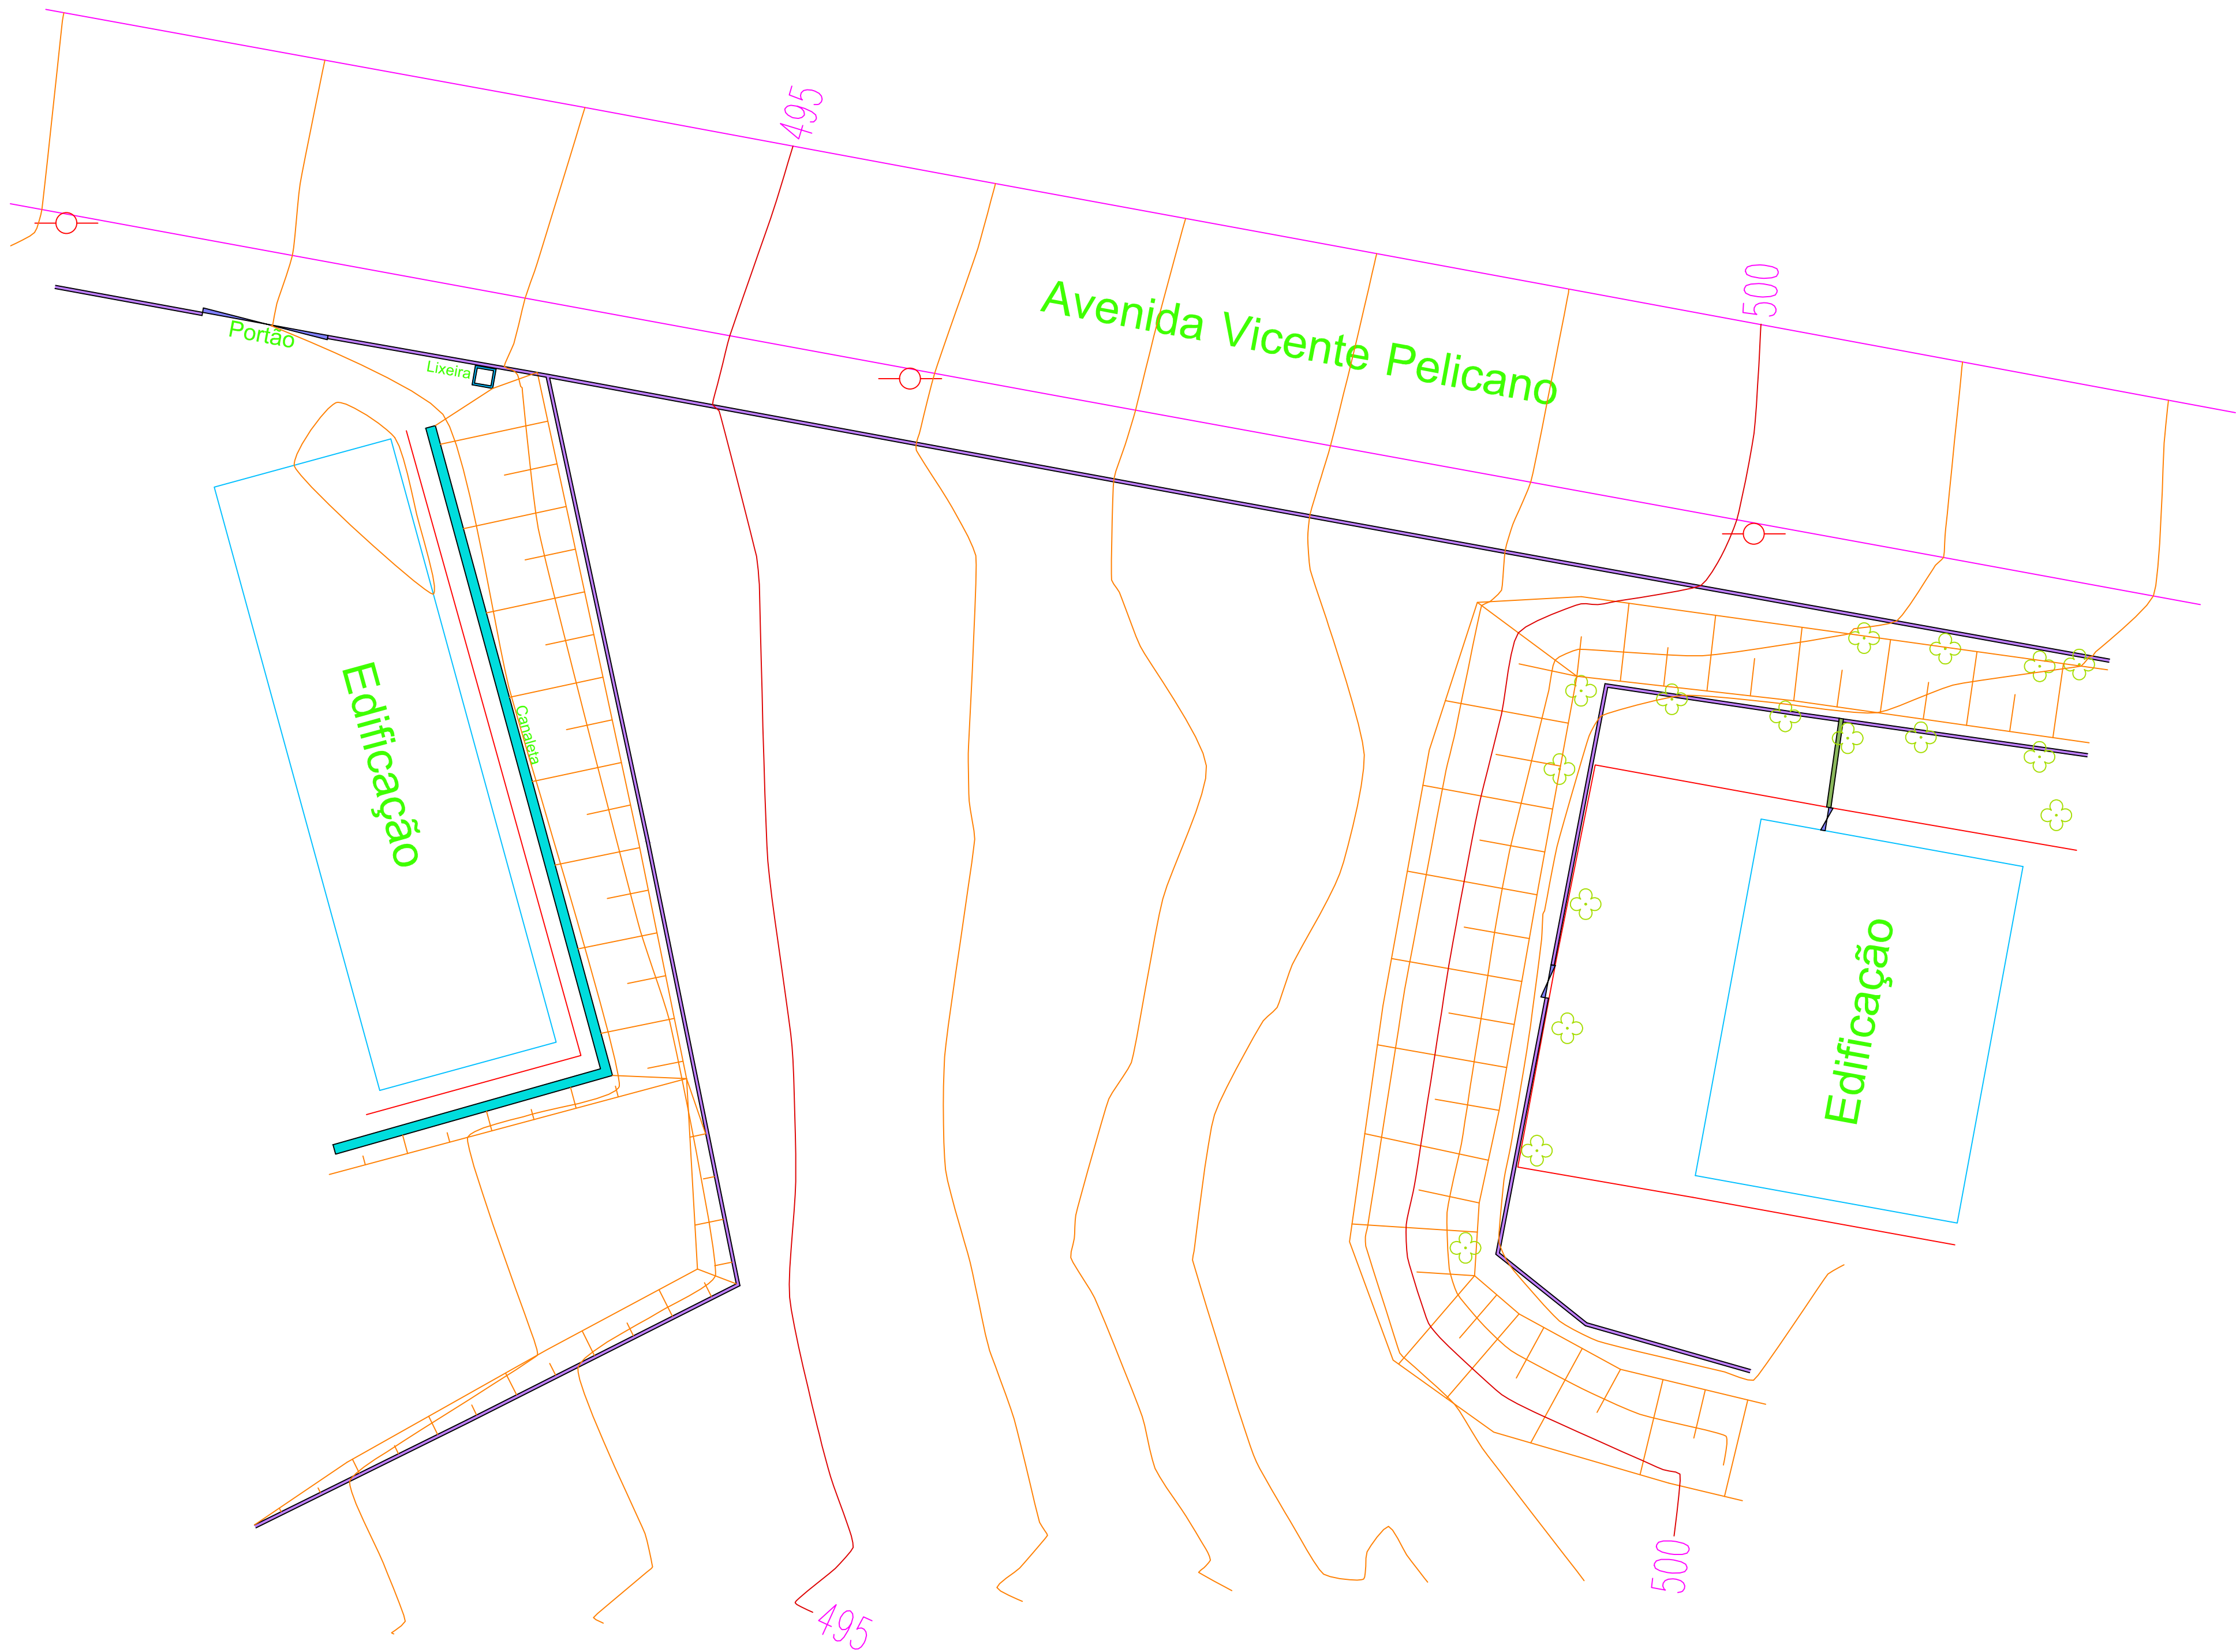 495
500
Avenida Vicente Pelicano
Portão
Lixeira
Edificação
Canaleta
Edificação
500
495